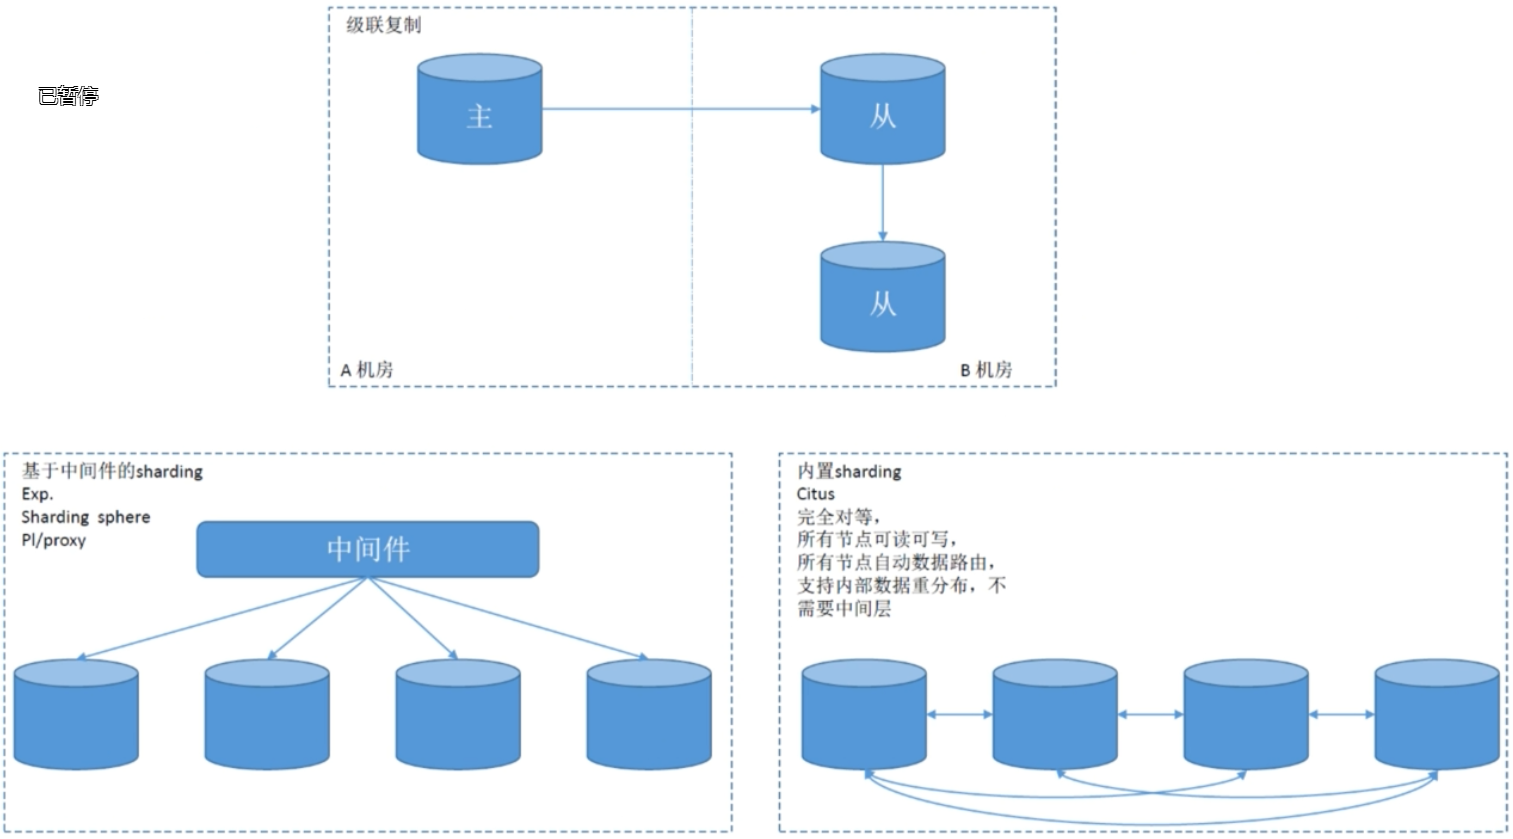 级联复制
已暂停
主
从
从
A 机房
B 机房
基于中间件的sharding
Exp.
Sharding sphere
Pl/proxy
中间件
内置sharding
Citus
完全对等，
所有节点可读可写，
所有节点自动数据路由，
支持内部数据重分布，不
需要中间层